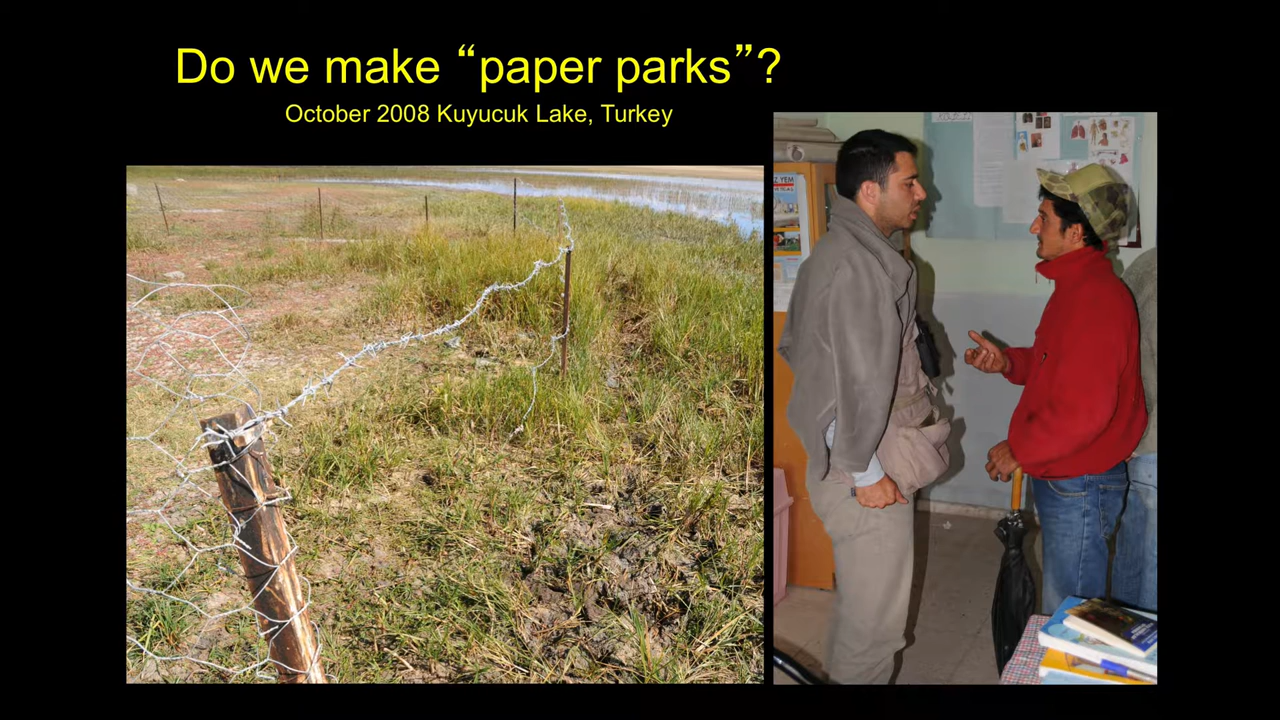 Do we make “paper parks”?
October 2008 Kuyucuk Lake, Turkey